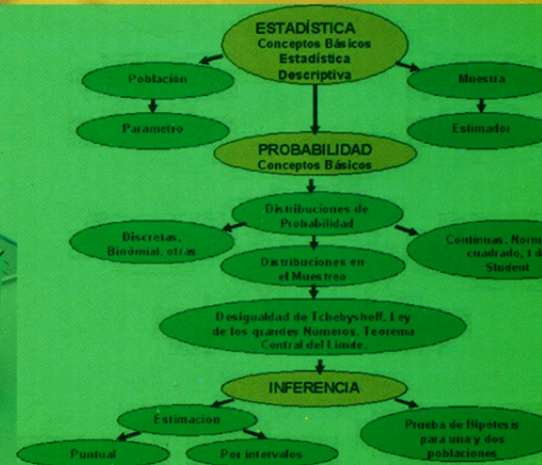 ESTADÍSTICA
Conceptos Básicos
Estadística
Descriptiva
Población
Muestra
Parametro
Estimador
PROBABILIDAD
Conceptos Básicos
Distribuciones de
Probabilidad
Discretas,
Binomial, otras
Continuas. Norm
cuadrado, t d
Student
Distribuciones en
el Muestreo
Desigualdad de Tchebysheff, Ley
de los grandes Numeros. Teorema
Central del Limite.
INFERENCIA
Estimacion
Prueba de Hipótesis
para una y dos
poblaciones
Puntual
Por intervalos